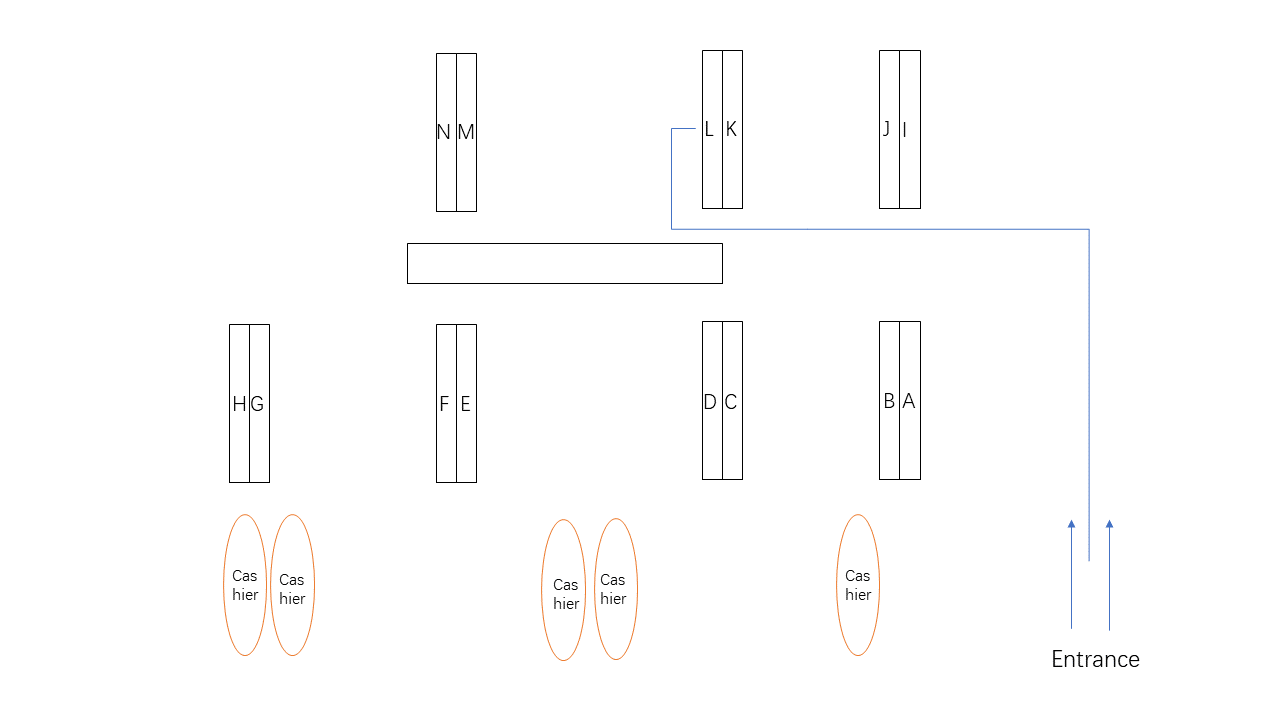 N M
L K
J I
H G
F E
D C
B A
Cas
hier
Cas
hier
Cas
hier
Cas
hier
Cas
hier
Entrance